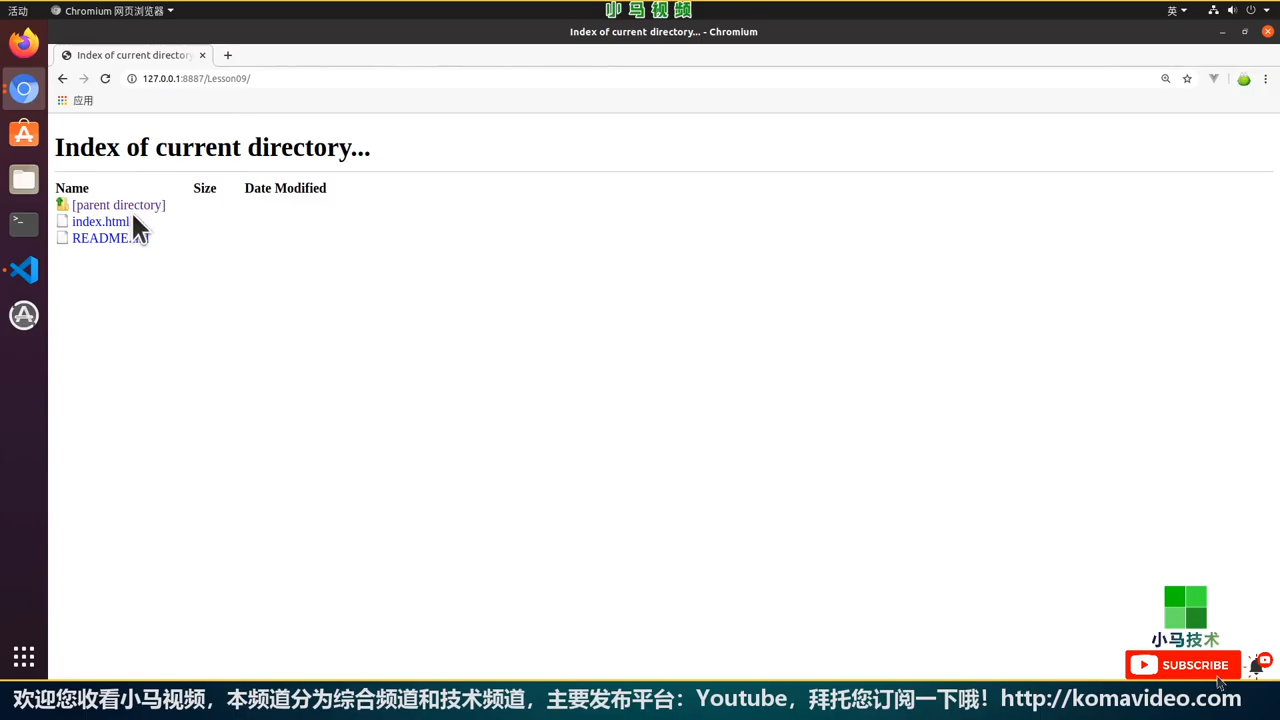 活动
Chromium 网页浏览器
小马视频
英
Index of current directory... - Chromium
Index of current directory
127.0.0.1:8887/Lesson09/
应用
Index of current directory...
Name Size Date Modified
[parent directory]
index.html
README.
小马技术
SUBSCRIBE
欢迎您收看小马视频，本频道分为综合频道和技术频道，主要发布平台：Youtube，拜托您订阅一下哦！http://komavideo.com